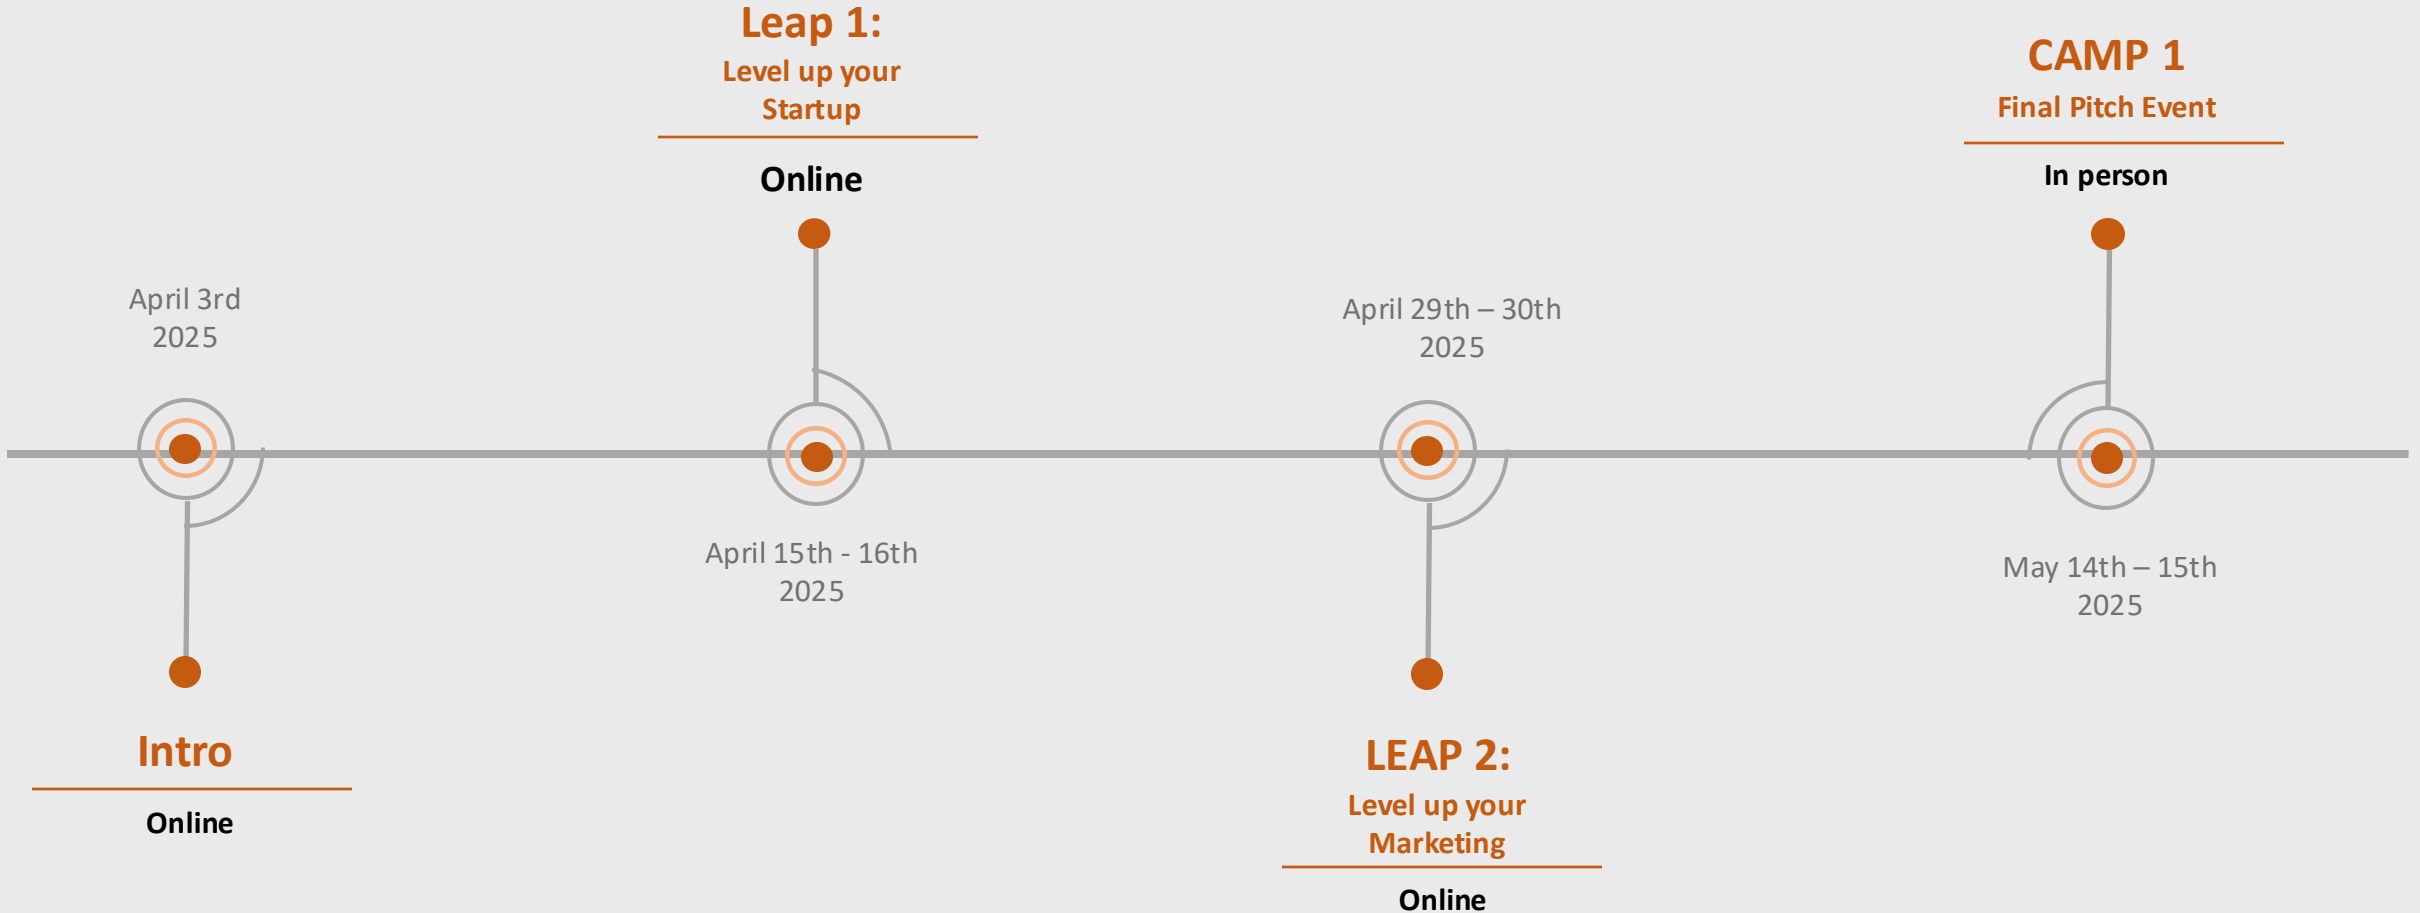 April 3rd
2025
Intro
Online
Leap 1:
Level up your
Startup
Online
April 15th - 16th
2025
April 29th – 30th
2025
LEAP 2:
Level up your
Marketing
Online
CAMP 1
Final Pitch Event
In person
May 14th – 15th
2025